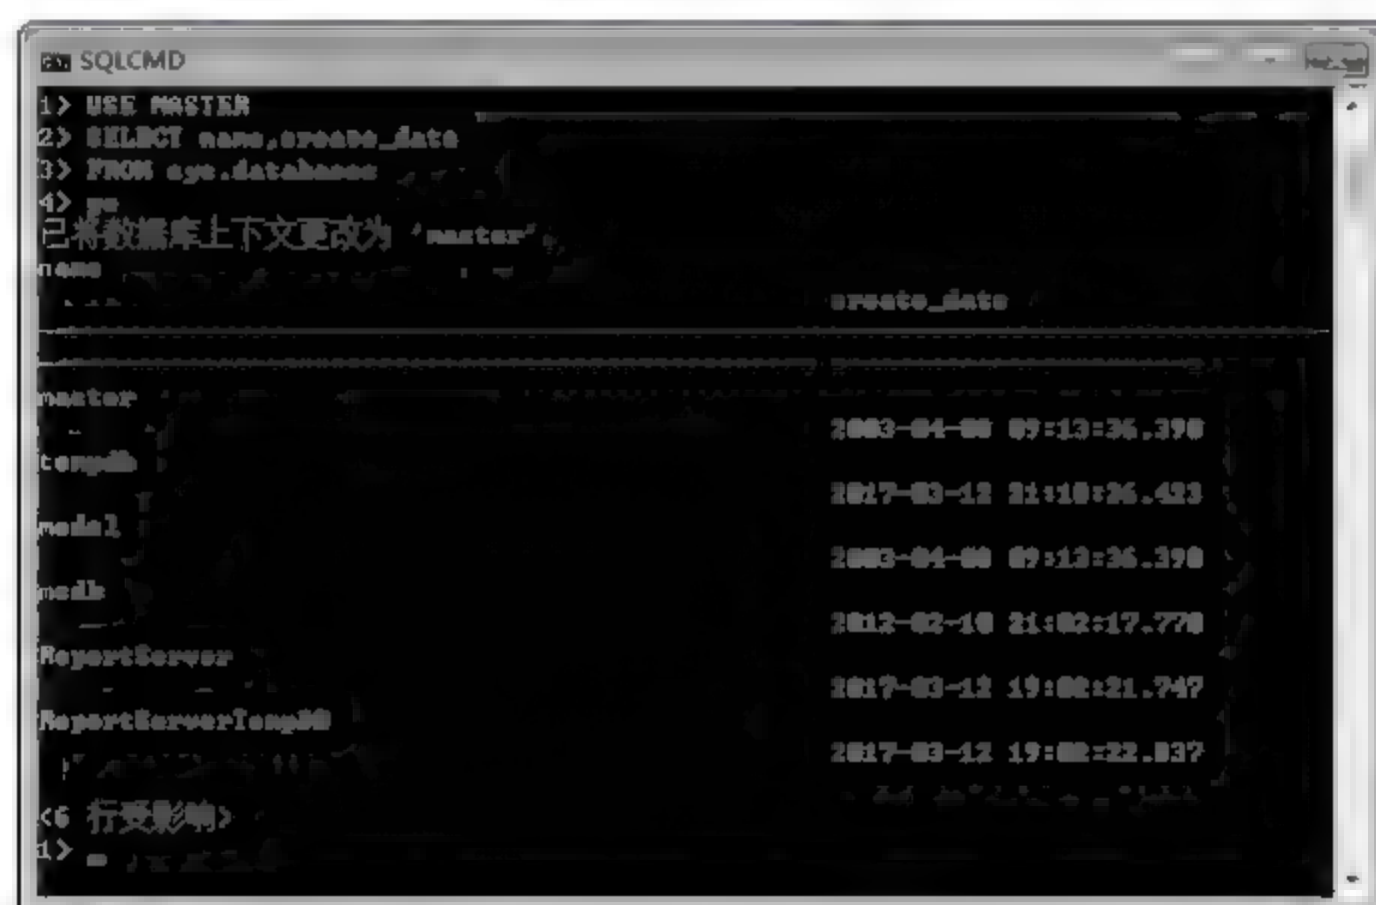 SQLCMD
1> USE MASTER
2> SELECT name,create_date
3> FROM sys.databases
4> go
已将数据库上下文更改为 'master'。
name
create_date
master
2003-04-08 09:13:36.390
tempdb
2017-03-12
model
2003-04-08 09:13:36.390
msdb
2012-02-10 21:02:17.770
ReportServer
2017-03-12 19:02:21.747
ReportServerTempDB
2017-03-12 19:02:22.037
<6 行受影响>
1>